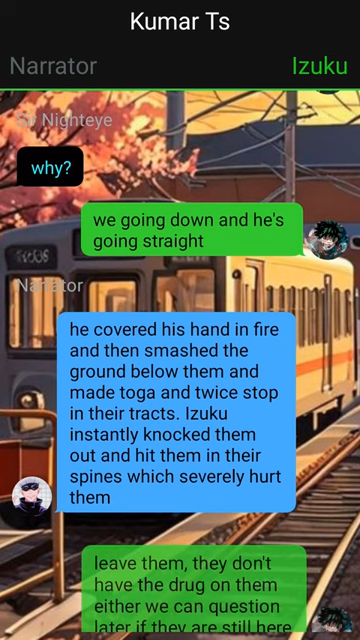 Kumar Ts
Narrator
Izuku
Sir Nighteye
why?
we going down and he's
going straight
Narrator
he covered his hand in fire
and then smashed the
ground below them and
made toga and twice stop
in their tracts. Izuku
instantly knocked them
out and hit them in their
spines which severely hurt
them
leave them, they don't
have the drug on them
either we can question
later if they are still here